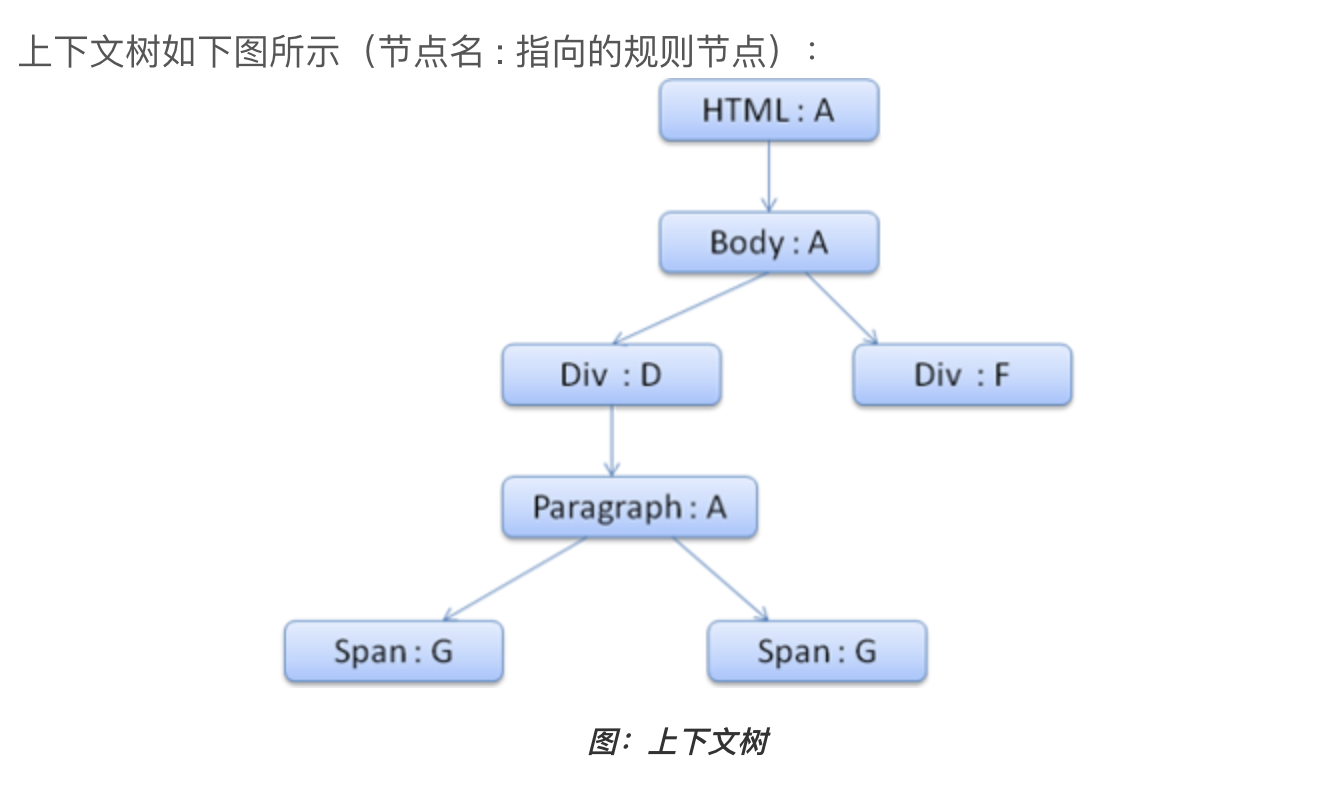 上下文树如下图所示（节点名 : 指向的规则节点）：
HTML : A
Body : A
Div : D
Div : F
Paragraph : A
Span : G
Span : G
图：上下文树